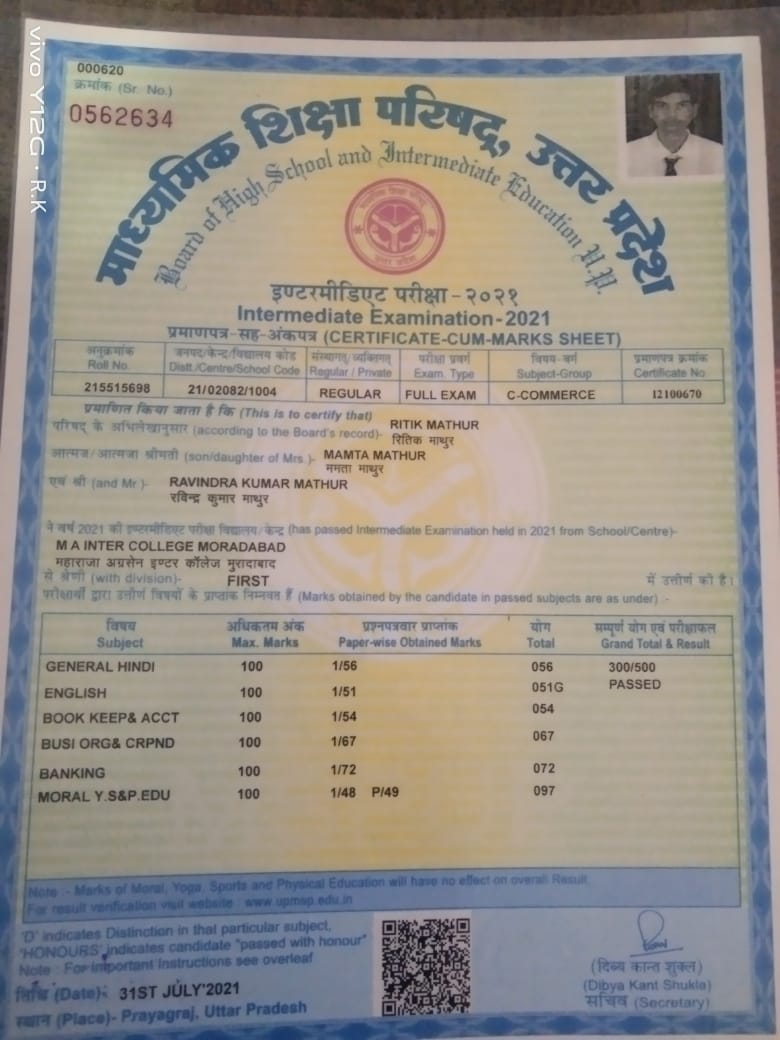 vivo Y12G · R.K
000620
क्रमांक (Sr. No.)
0562634
माध्यमिक शिक्षा परिषद्, उत्तर प्रदेश
Board of High School and Intermediate Education U.P.
इण्टरमीडिएट परीक्षा-२०२१
Intermediate Examination-2021
प्रमाणपत्र-सह-अंकपत्र (CERTIFICATE-CUM-MARKS SHEET)
अनुक्रमांक जनपद/केन्द्र/विद्यालय कोड संस्थागत/व्यक्तिगत परीक्षा प्रवर्ग विषय-वर्ग प्रमाणपत्र क्रमांक
Roll No. Distt./Centre/School Code Regular / Private Exam. Type Subject-Group Certificate No.
215515698 21/02082/1004 REGULAR FULL EXAM C-COMMERCE 12100670
प्रमाणित किया जाता है कि (This is to certify that)
परिषद के अभिलेखानुसार (according to the Board's record)- RITIK MATHUR
रितिक माथुर
आत्मज/आत्मजा श्रीमती (son/daughter of Mrs.)- MAMTA MATHUR
ममता माथुर
एवं श्री (and Mr.)- RAVINDRA KUMAR MATHUR
रविन्द्र कुमार माथुर
ने वर्ष 2021 की इण्टरमीडिएट परीक्षा विद्यालय/केन्द्र (has passed Intermediate Examination held in 2021 from School/Centre)-
M A INTER COLLEGE MORADABAD
महाराजा अग्रसेन इण्टर कॉलेज मुरादाबाद
से श्रेणी (with division)- FIRST में उत्तीर्ण की है।
परीक्षार्थी द्वारा उत्तीर्ण विषयों के प्राप्तांक निम्नवत हैं (Marks obtained by the candidate in passed subjects are as under) :-
विषय अधिकतम अंक प्रश्नपत्रवार प्राप्तांक योग सम्पूर्ण योग एवं परीक्षाफल
Subject Max. Marks Paper-wise Obtained Marks Total Grand Total & Result
GENERAL HINDI 100 1/56 056 300/500
ENGLISH 100 1/51 051G PASSED
BOOK KEEP& ACCT 100 1/54 054
BUSI ORG& CRPND 100 1/67 067
BANKING 100 1/72 072
MORAL Y.S&P.EDU 100 1/48 P/49 097
Note :- Marks of Moral, Yoga, Sports and Physical Education will have no effect on overall Result.
For result verification visit website : www.upmsp.edu.in
'D' indicates Distinction in that particular subject,
'HONOURS' indicates candidate "passed with honour"
Note : For Important Instructions see overleaf
तिथि (Date)- 31ST JULY'2021
स्थान (Place)- Prayagraj, Uttar Pradesh
(दिब्य कान्त शुक्ल)
(Dibya Kant Shukla)
सचिव (Secretary)